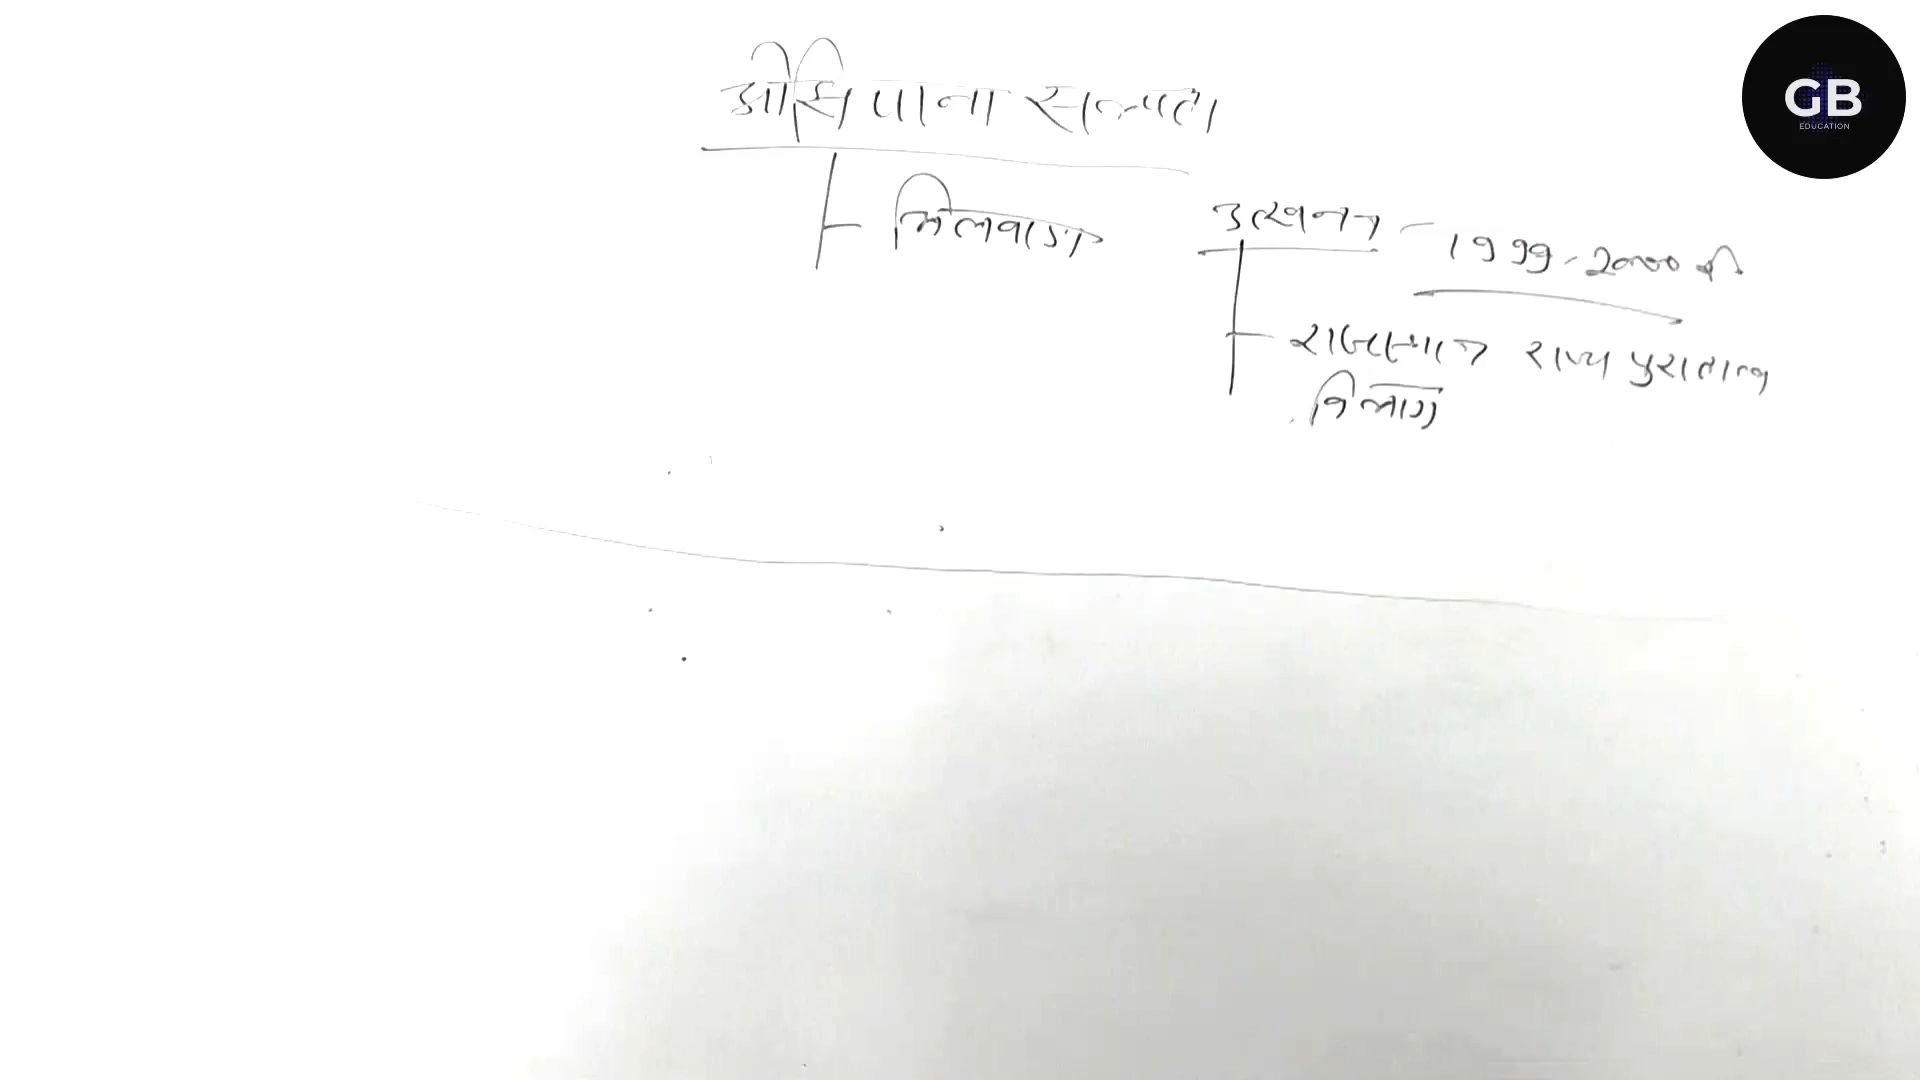 ओझियाना सभ्यता
भिलवाड़ा
उत्खनन - 1999-2000 में
राजस्थान राज्य पुरातत्व
विभाग
GB
EDUCATION